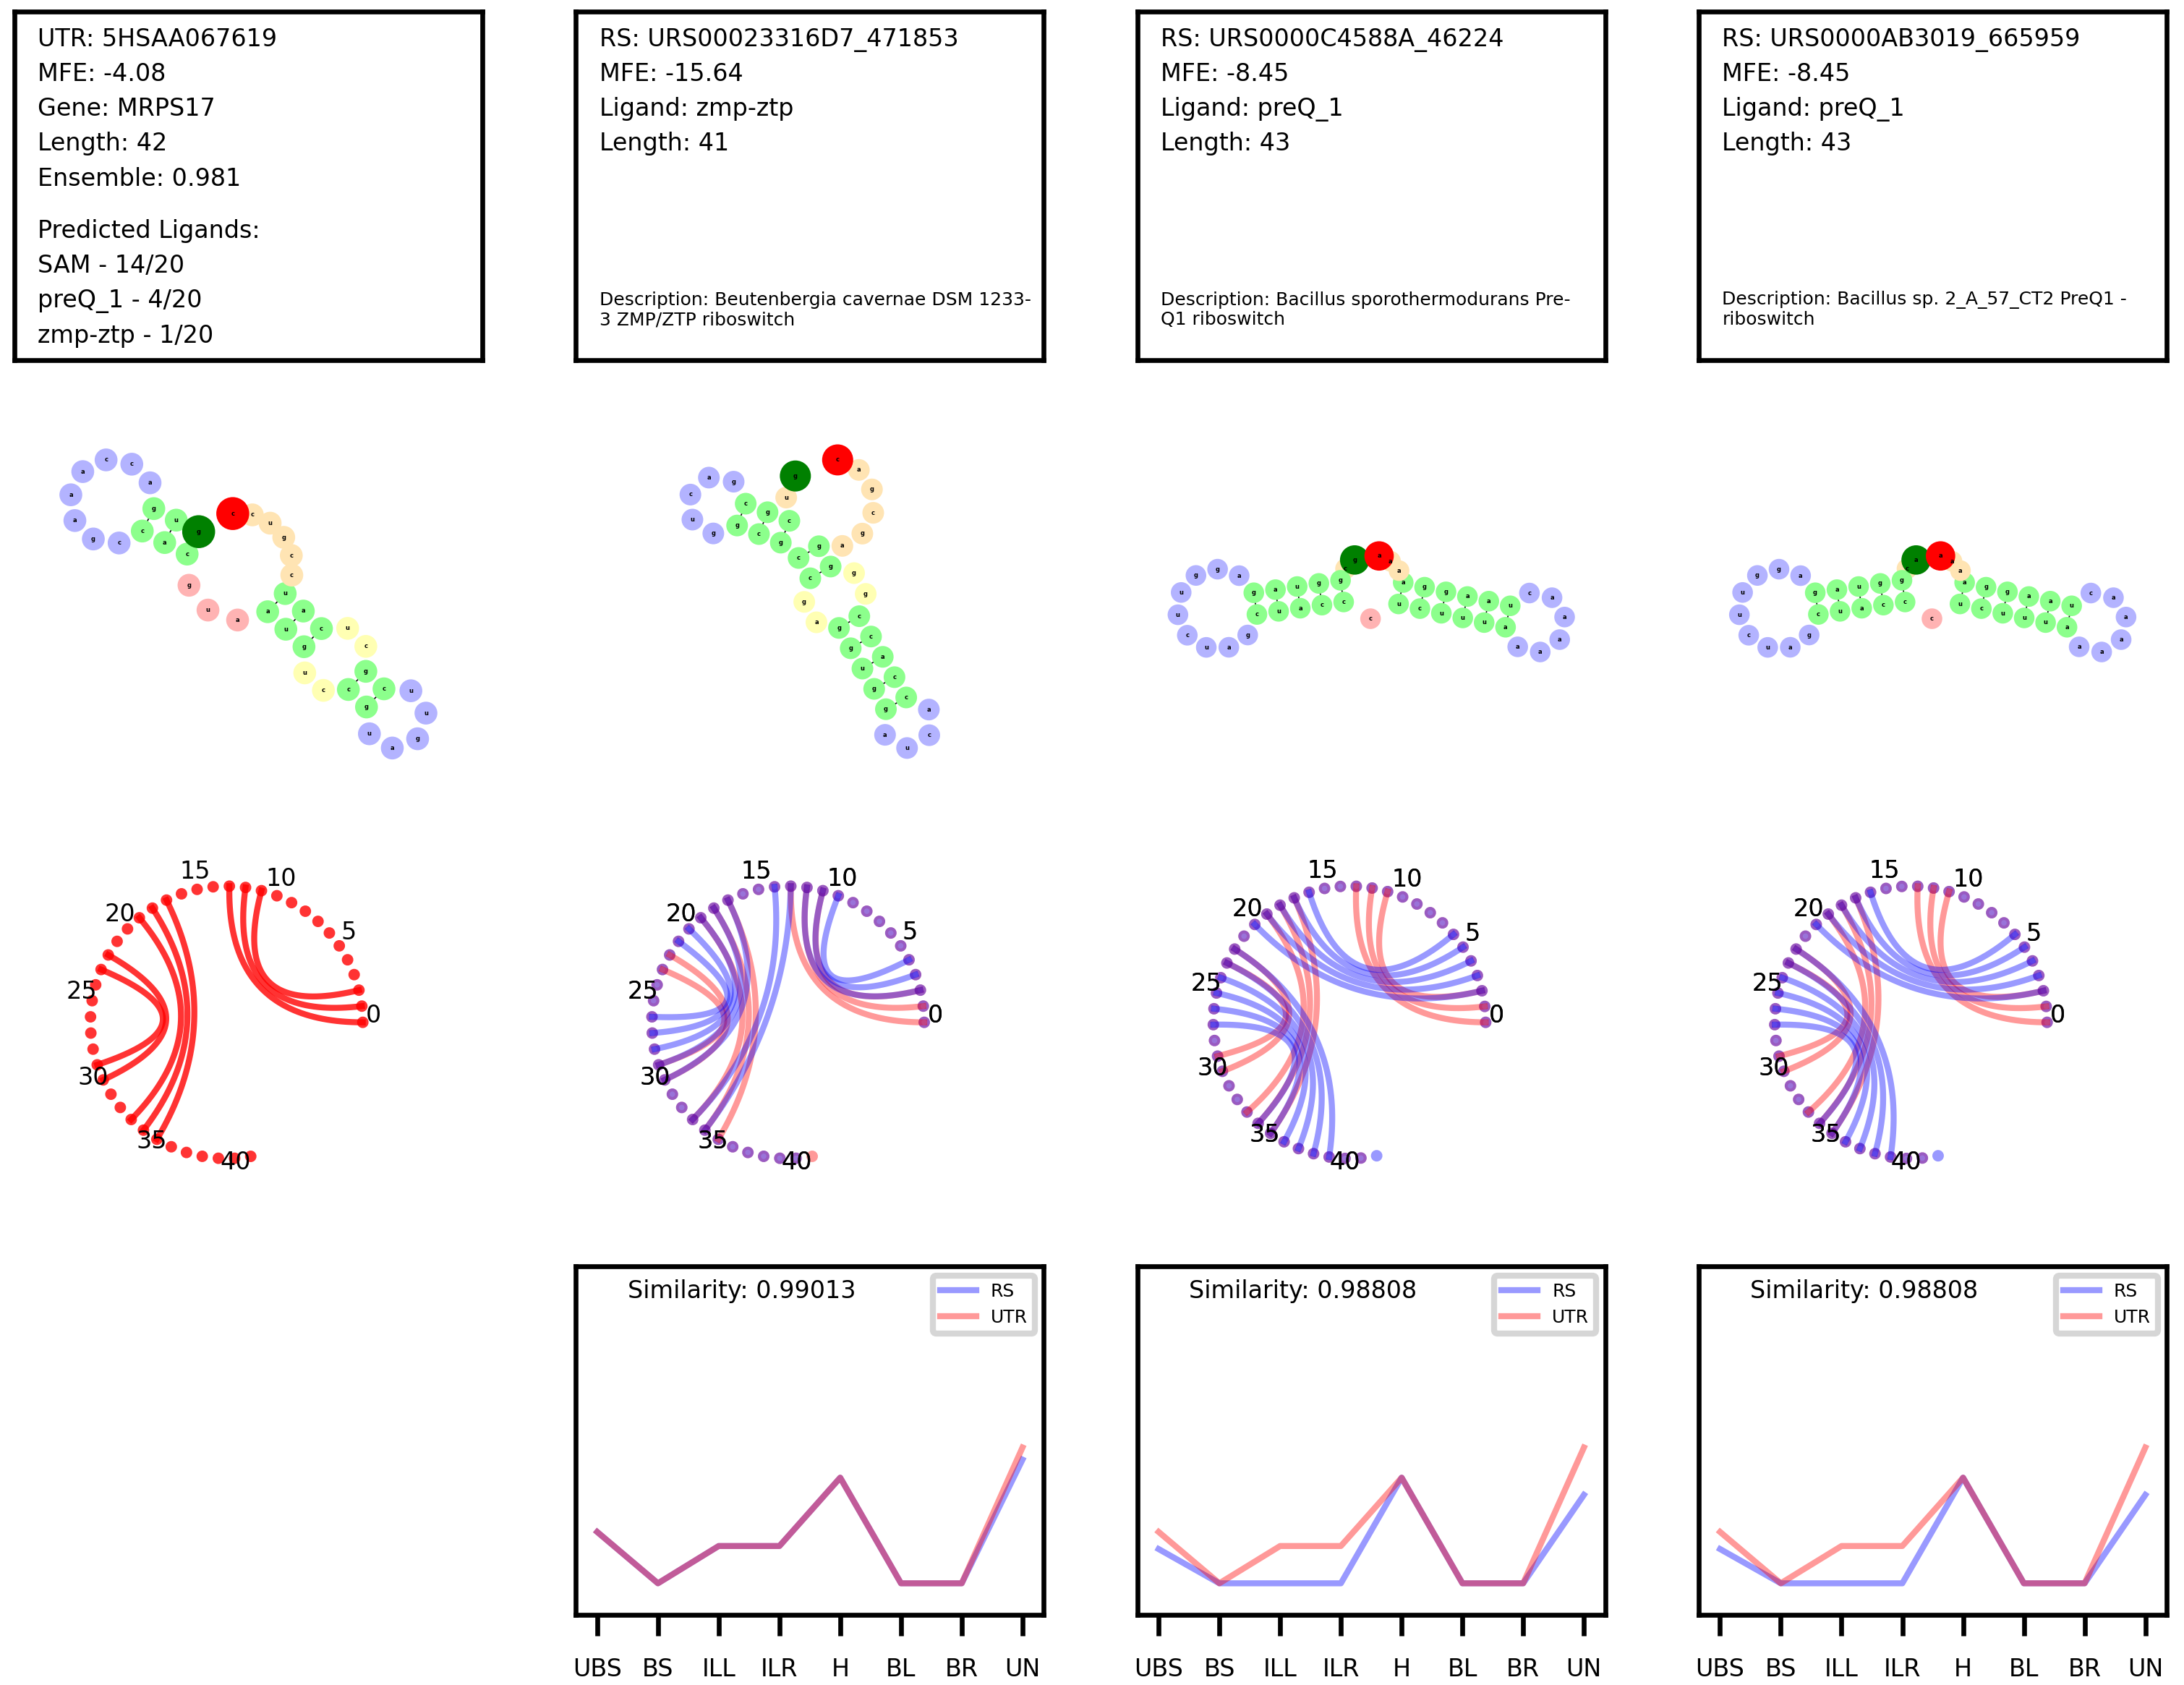 UTR: 5HSAA067619
MFE: -4.08
Gene: MRPS17
Length: 42
Ensemble: 0.981
Predicted Ligands:
SAM - 14/20
preQ_1 - 4/20
zmp-ztp - 1/20
RS: URS00023316D7_471853
MFE: -15.64
Ligand: zmp-ztp
Length: 41
Description: Beutenbergia cavernae DSM 1233-
3 ZMP/ZTP riboswitch
RS: URS0000C4588A_46224
MFE: -8.45
Ligand: preQ_1
Length: 43
Description: Bacillus sporothermodurans Pre-
Q1 riboswitch
RS: URS0000AB3019_665959
MFE: -8.45
Ligand: preQ_1
Length: 43
Description: Bacillus sp. 2_A_57_CT2 PreQ1 -
riboswitch
0
5
10
15
20
25
30
35
40
0
5
10
15
20
25
30
35
40
0
5
10
15
20
25
30
35
40
0
5
10
15
20
25
30
35
40
Similarity: 0.99013
RS
UTR
UBS BS ILL ILR H BL BR UN
Similarity: 0.98808
RS
UTR
UBS BS ILL ILR H BL BR UN
Similarity: 0.98808
RS
UTR
UBS BS ILL ILR H BL BR UN